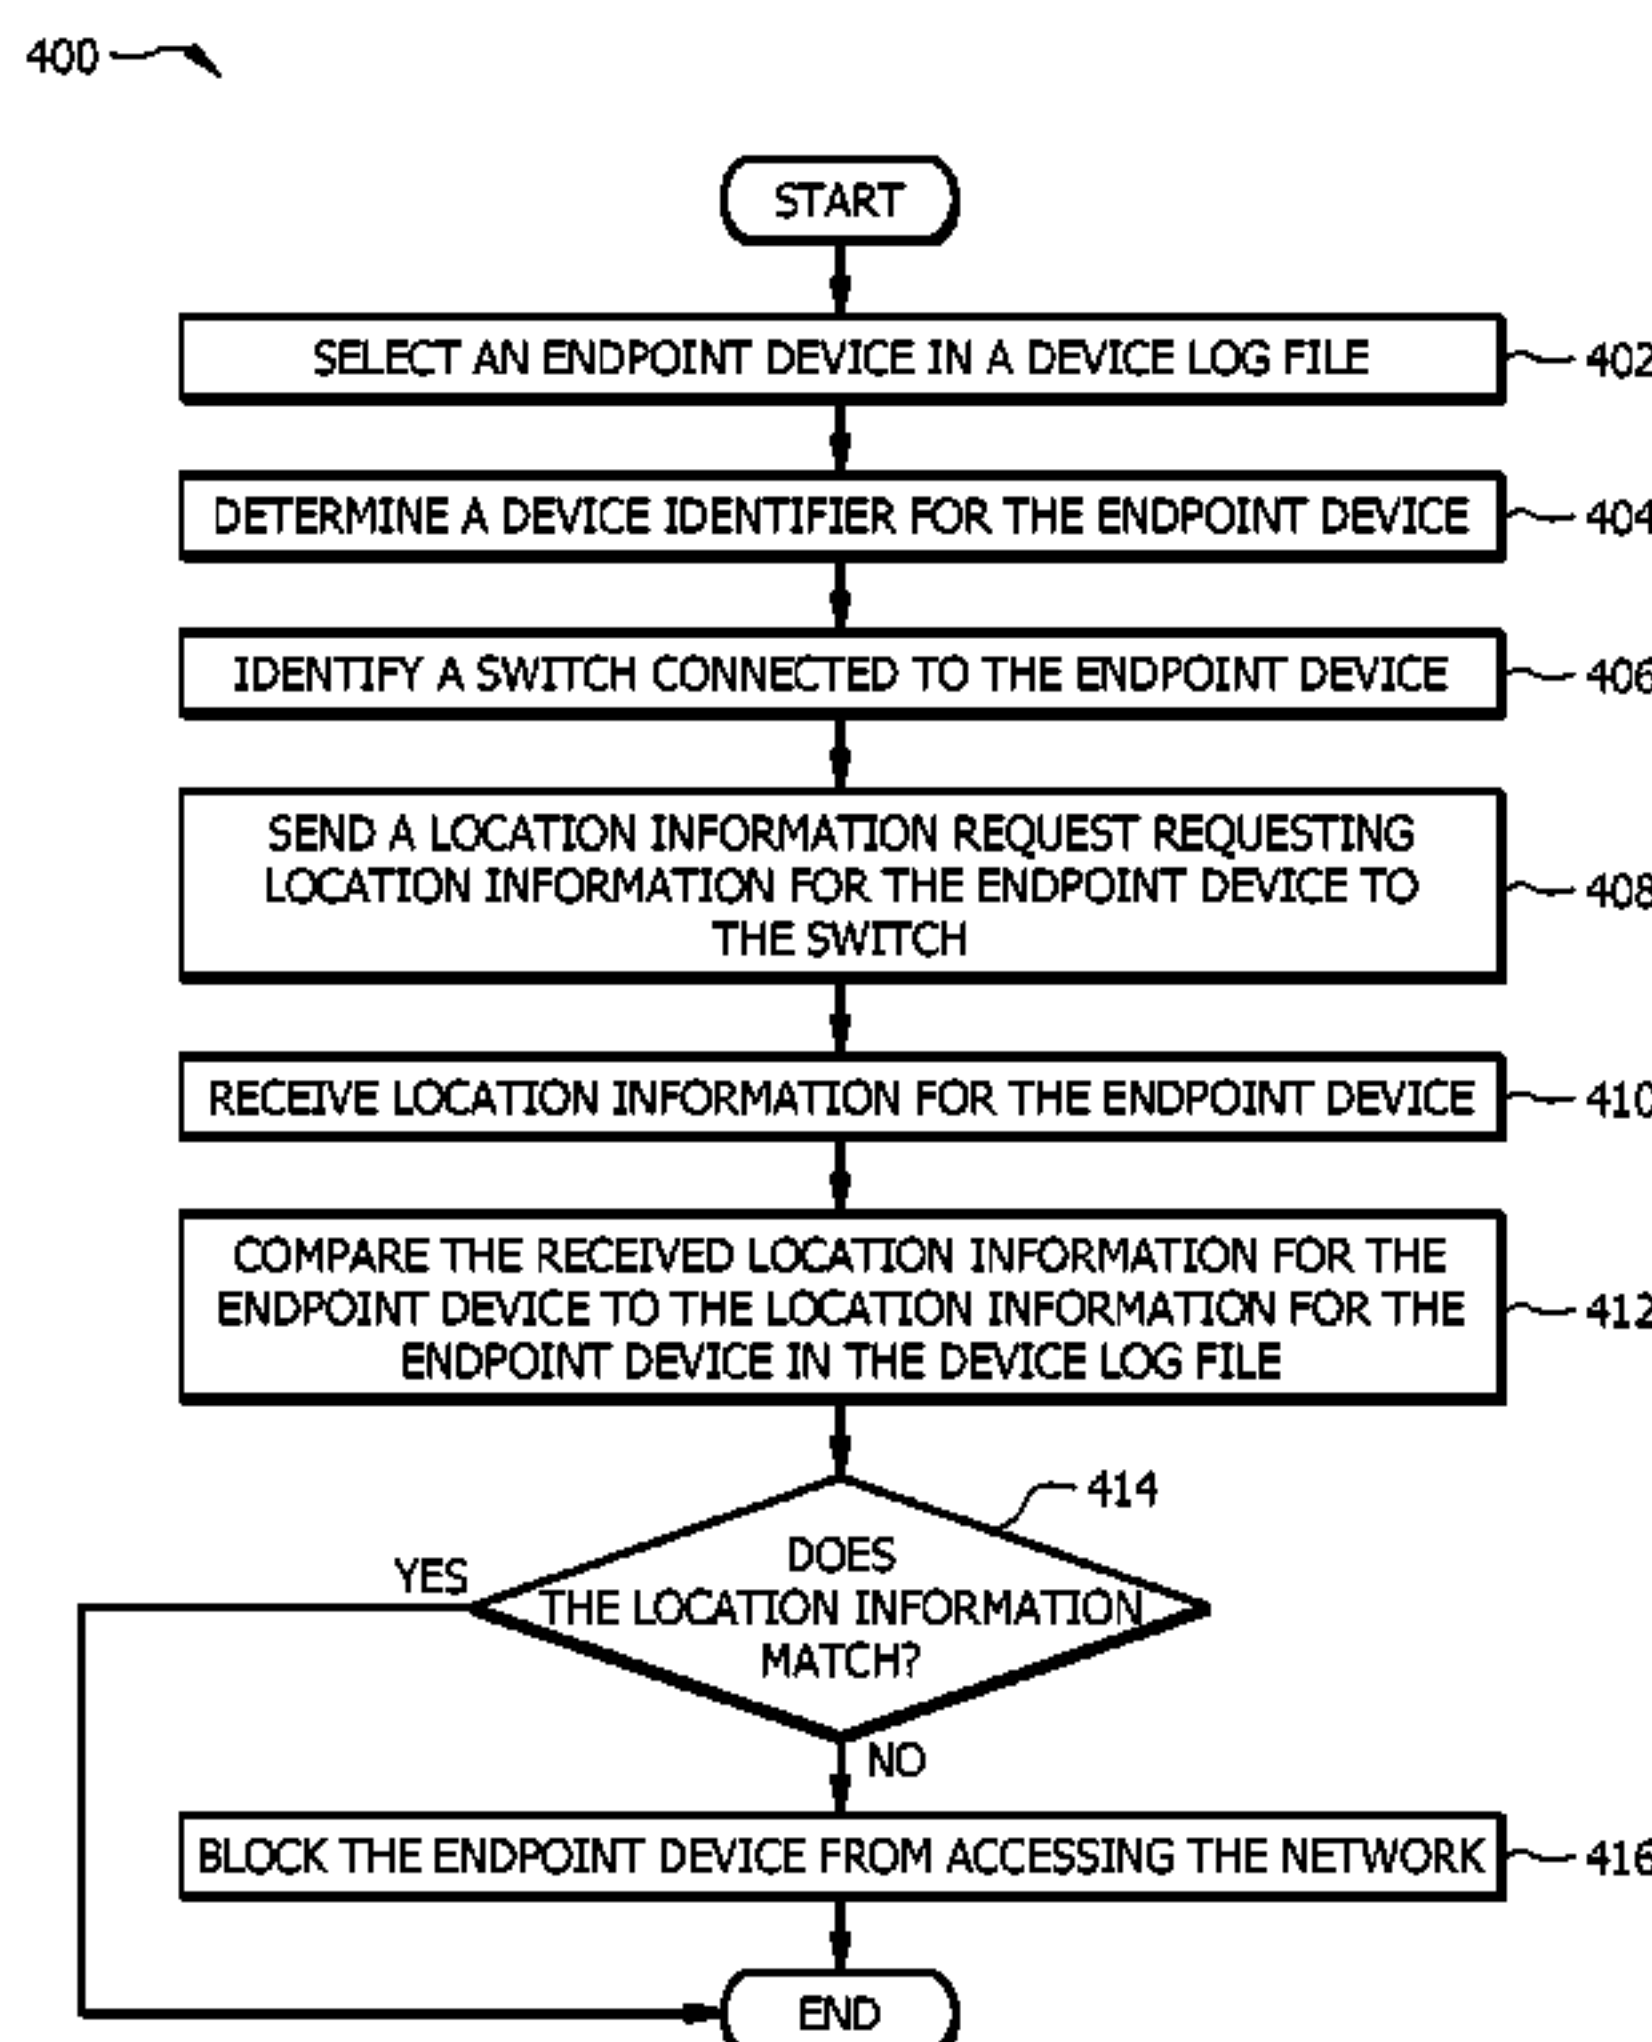 400
START
SELECT AN ENDPOINT DEVICE IN A DEVICE LOG FILE
402
DETERMINE A DEVICE IDENTIFIER FOR THE ENDPOINT DEVICE
404
IDENTIFY A SWITCH CONNECTED TO THE ENDPOINT DEVICE
406
SEND A LOCATION INFORMATION REQUEST REQUESTING
LOCATION INFORMATION FOR THE ENDPOINT DEVICE TO
THE SWITCH
408
RECEIVE LOCATION INFORMATION FOR THE ENDPOINT DEVICE
410
COMPARE THE RECEIVED LOCATION INFORMATION FOR THE
ENDPOINT DEVICE TO THE LOCATION INFORMATION FOR THE
ENDPOINT DEVICE IN THE DEVICE LOG FILE
412
414
DOES
THE LOCATION INFORMATION
MATCH?
YES
NO
BLOCK THE ENDPOINT DEVICE FROM ACCESSING THE NETWORK
416
END